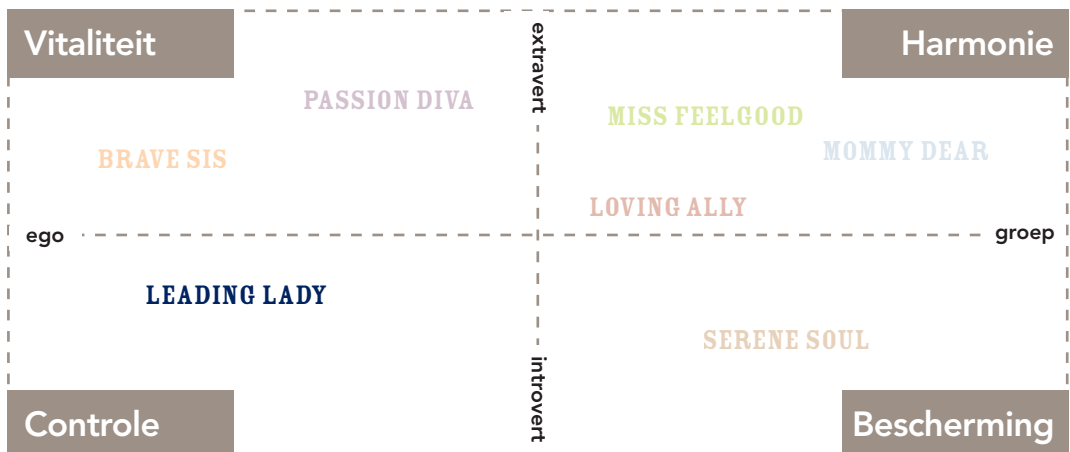 Vitaliteit
Harmonie
extravert
PASSION DIVA
MISS FEELGOOD
BRAVE SIS
MOMMY DEAR
LOVING ALLY
ego
groep
LEADING LADY
SERENE SOUL
introvert
Controle
Bescherming